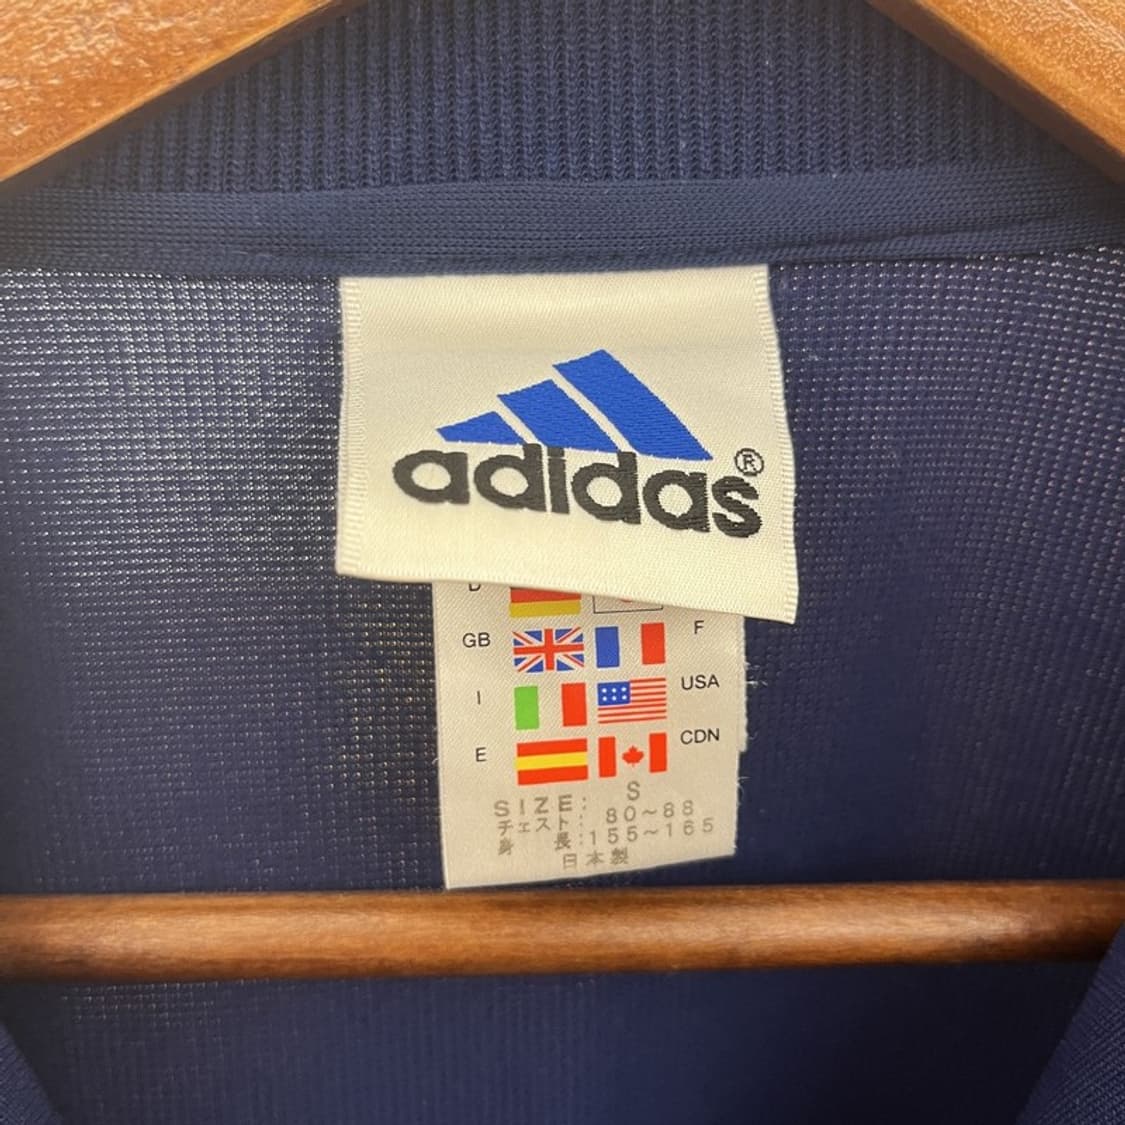 adidas®
D
GB F
I USA
E CDN
SIZE: S
チェスト: 80~88
身 長:155~165
日本製